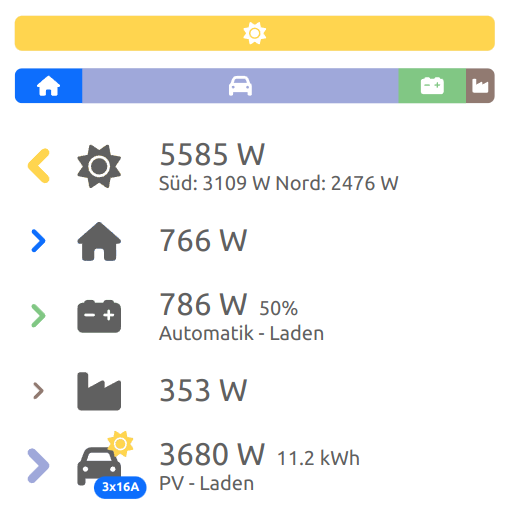 5585 W
Süd: 3109 W Nord: 2476 W
766 W
786 W 50%
Automatik - Laden
353 W
3680 W 11.2 kWh
3x16A
PV - Laden